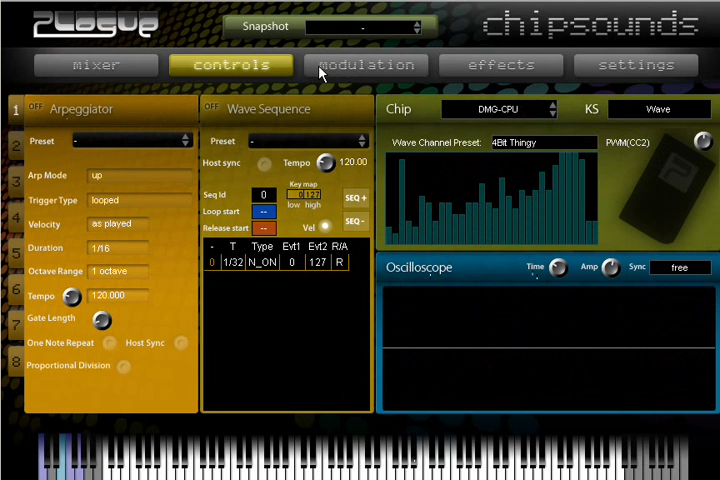 Plogue
Snapshot -
chipsounds
mixer controls modulation effects settings
1 OFF Arpeggiator
2
3
4
5
6
7
8
Preset -
Arp Mode up
Trigger Type looped
Velocity as played
Duration 1/16
Octave Range 1 octave
Tempo 120.000
Gate Length
One Note Repeat Host Sync
Proportional Division
OFF Wave Sequence
Preset -
Host sync Tempo 120.00
Seq Id 0 Key map 0 127 SEQ +
Loop start -- low high
Release start -- Vel SEQ -
- T Type Evt1 Evt2 R/A
0 1/32 N_ON 0 127 R
Chip DMG-CPU KS Wave
Wave Channel Preset: 4Bit Thingy PWM(CC2)
Oscilloscope Time Amp Sync free